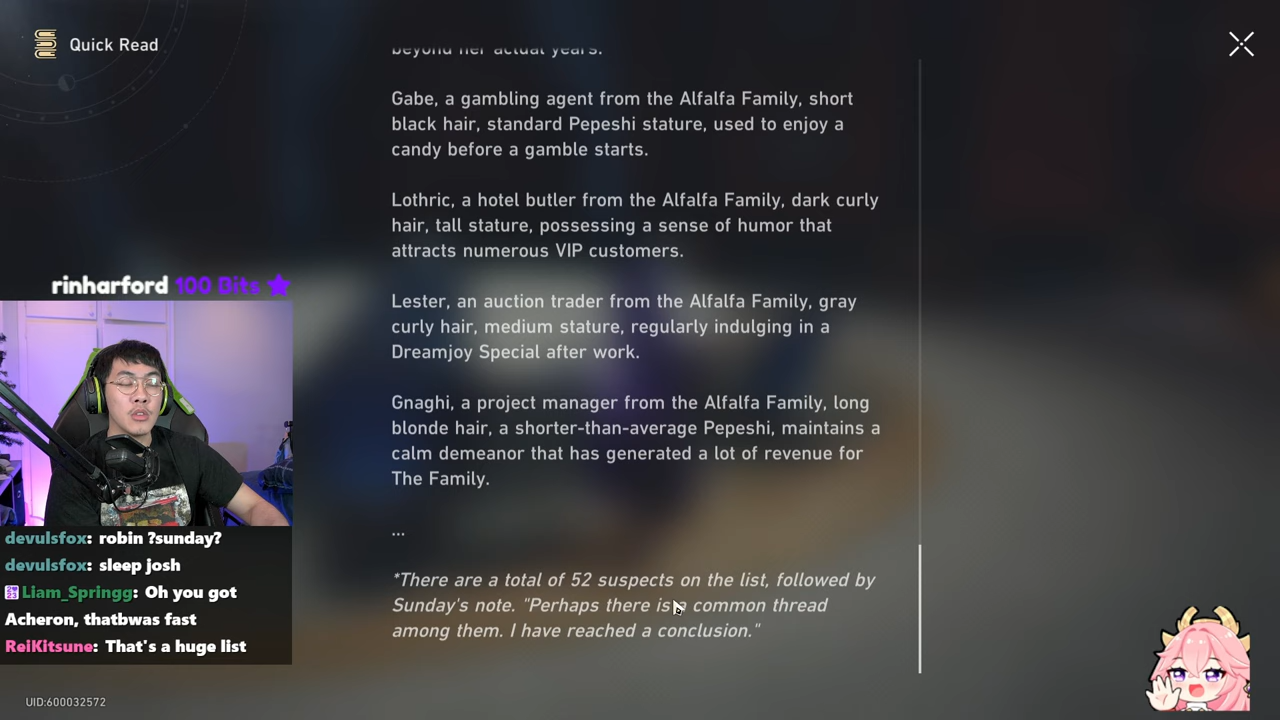 Quick Read
beyond her actual years.
Gabe, a gambling agent from the Alfalfa Family, short
black hair, standard Pepeshi stature, used to enjoy a
candy before a gamble starts.
Lothric, a hotel butler from the Alfalfa Family, dark curly
hair, tall stature, possessing a sense of humor that
attracts numerous VIP customers.
Lester, an auction trader from the Alfalfa Family, gray
curly hair, medium stature, regularly indulging in a
Dreamjoy Special after work.
Gnaghi, a project manager from the Alfalfa Family, long
blonde hair, a shorter-than-average Pepeshi, maintains a
calm demeanor that has generated a lot of revenue for
The Family.
...
*There are a total of 52 suspects on the list, followed by
Sunday's note. "Perhaps there is a common thread
among them. I have reached a conclusion."
rinharford 100 Bits
devulsfox: robin ?sunday?
devulsfox: sleep josh
Liam_Springg: Oh you got
Acheron, thatbwas fast
ReiKitsune: That's a huge list
UID:600032572